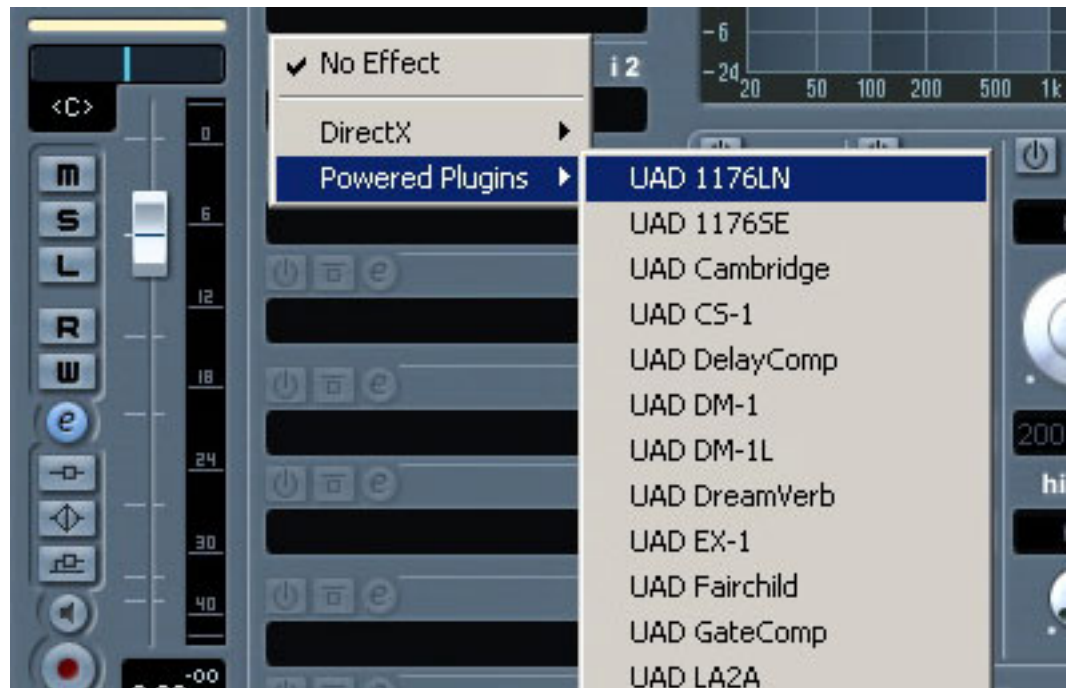 <C>
M
S
L
R
W
e
0
6
12
18
24
30
40
-oo
No Effect
DirectX
Powered Plugins
i 2
UAD 1176LN
UAD 1176SE
UAD Cambridge
UAD CS-1
UAD DelayComp
UAD DM-1
UAD DM-1L
UAD DreamVerb
UAD EX-1
UAD Fairchild
UAD GateComp
UAD LA2A
e
e
e
e
-6
-24
20 50 100 200 500 1k
200
hi